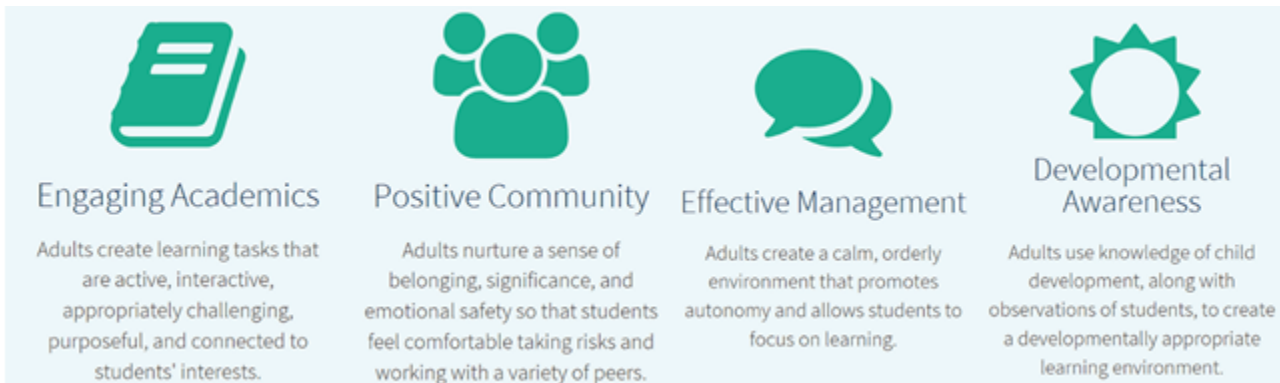 Engaging Academics
Adults create learning tasks that
are active, interactive,
appropriately challenging,
purposeful, and connected to
students' interests.
Positive Community
Adults nurture a sense of
belonging, significance, and
emotional safety so that students
feel comfortable taking risks and
working with a variety of peers.
Effective Management
Adults create a calm, orderly
environment that promotes
autonomy and allows students to
focus on learning.
Developmental
Awareness
Adults use knowledge of child
development, along with
observations of students, to create
a developmentally appropriate
learning environment.